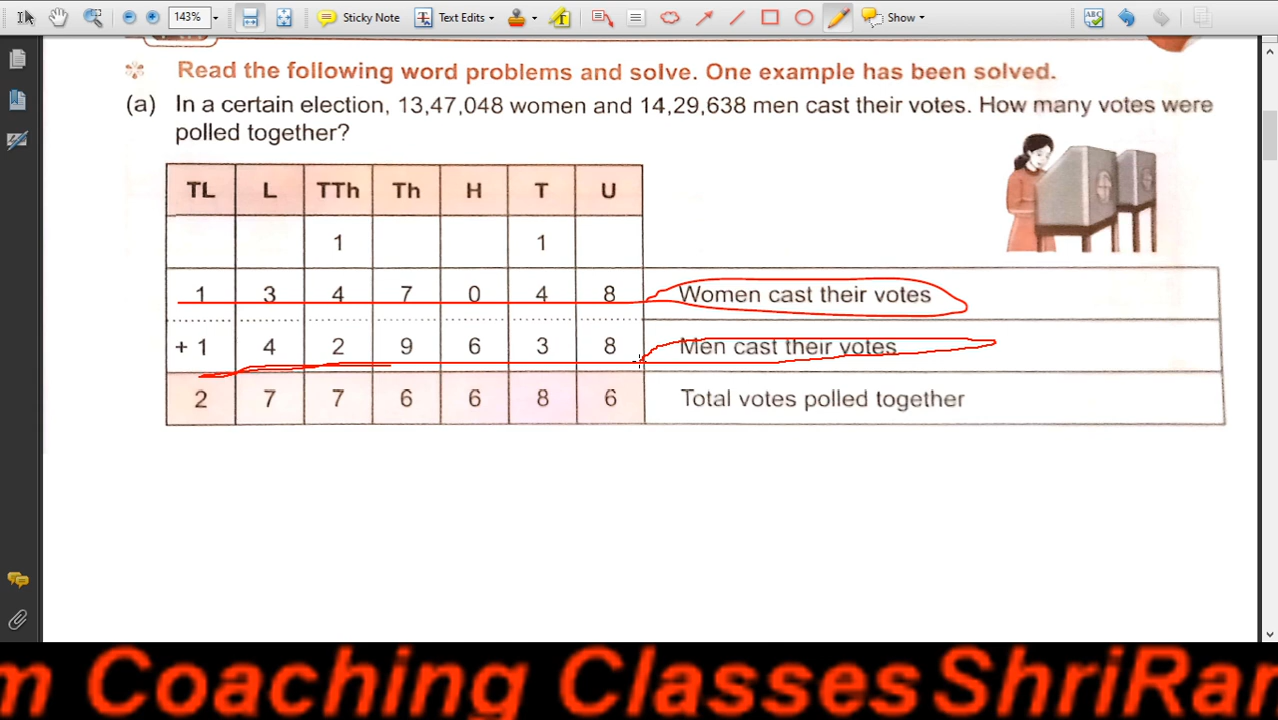 143%
Sticky Note
Text Edits
Show
Read the following word problems and solve. One example has been solved.
(a) In a certain election, 13,47,048 women and 14,29,638 men cast their votes. How many votes were
polled together?
TL L TTh Th H T U
1 1
1 3 4 7 0 4 8 Women cast their votes
+ 1 4 2 9 6 3 8 Men cast their votes
2 7 7 6 6 8 6 Total votes polled together
m Coaching Classes ShriRar